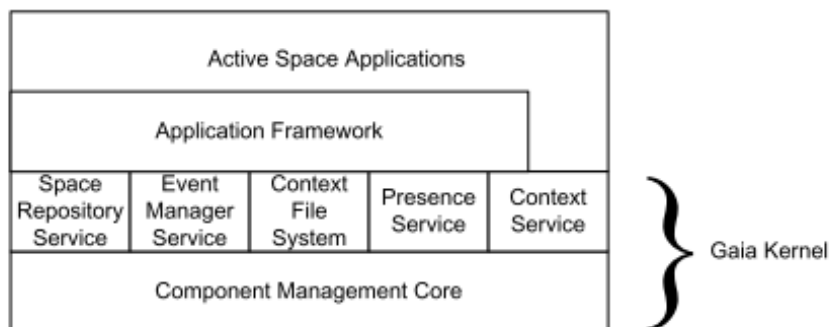 Active Space Applications
Application Framework
Space
Repository
Service
Event
Manager
Service
Context
File
System
Presence
Service
Context
Service
Gaia Kernel
Component Management Core